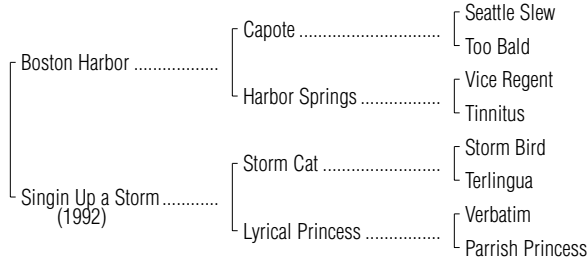 Seattle Slew
Capote ................................
Too Bald
Boston Harbor ..................
Vice Regent
Harbor Springs ..................
Tinnitus
Storm Bird
Storm Cat ..........................
Terlingua
Singin Up a Storm ............
(1992)
Verbatim
Lyrical Princess .................
Parrish Princess